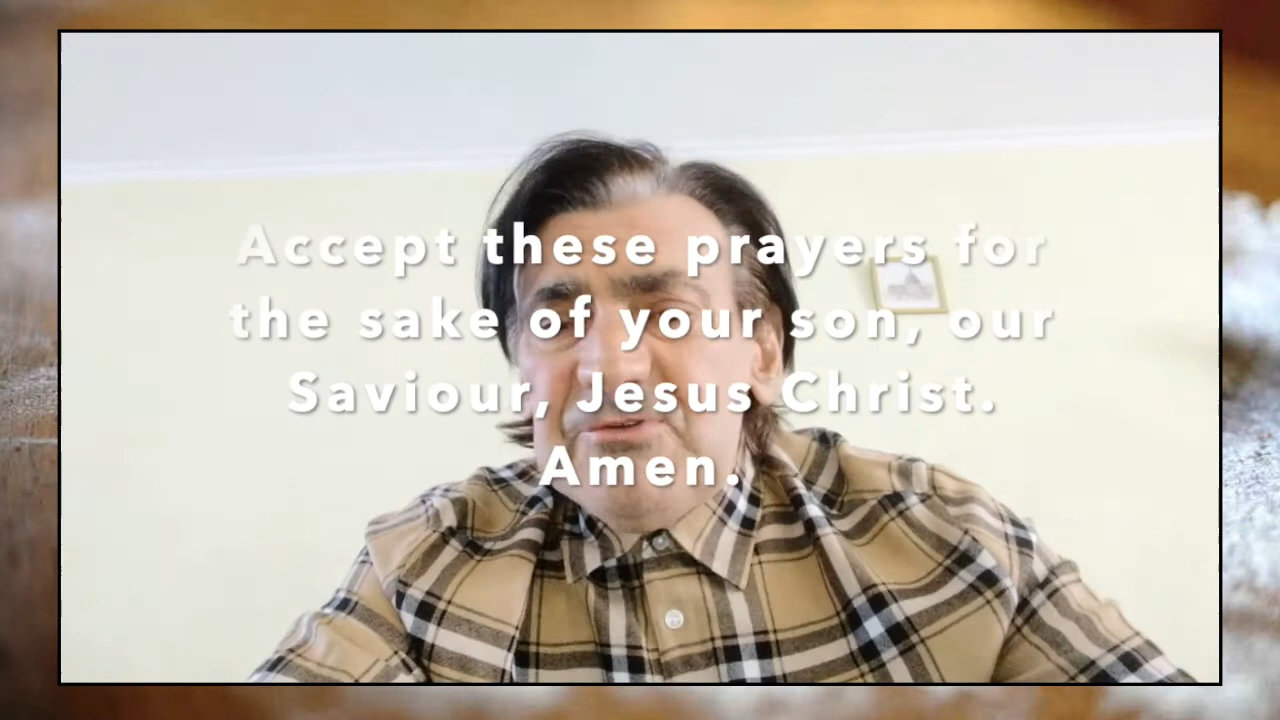 Accept these prayers for
the sake of your son, our
Saviour, Jesus Christ.
Amen.